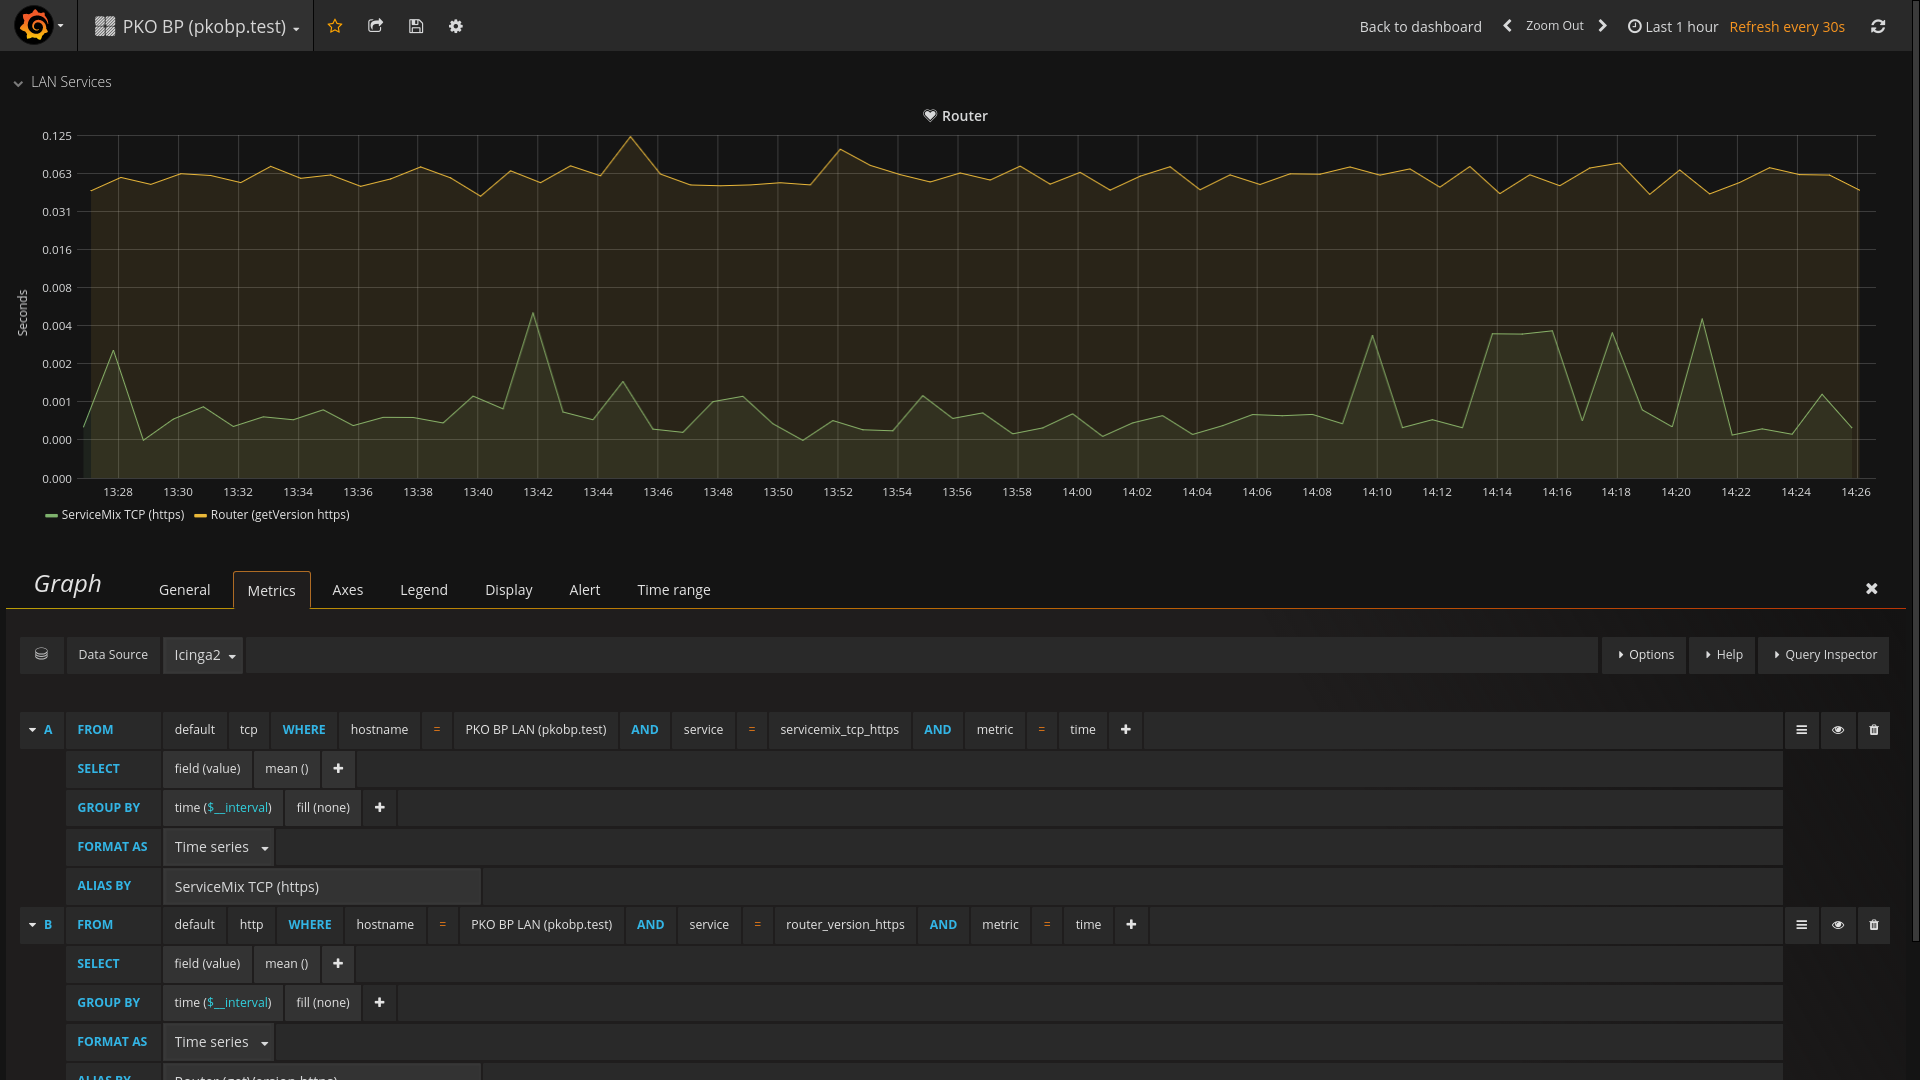 PKO BP (pkobp.test)
Back to dashboard Zoom Out Last 1 hour Refresh every 30s
LAN Services
Router
0.125
0.063
0.031
0.016
0.008
0.004
0.002
0.001
0.000
0.000
Seconds
13:28 13:30 13:32 13:34 13:36 13:38 13:40 13:42 13:44 13:46 13:48 13:50 13:52 13:54 13:56 13:58 14:00 14:02 14:04 14:06 14:08 14:10 14:12 14:14 14:16 14:18 14:20 14:22 14:24 14:26
ServiceMix TCP (https) Router (getVersion https)
Graph General Metrics Axes Legend Display Alert Time range
Data Source Icinga2 Options Help Query Inspector
A FROM default tcp WHERE hostname = PKO BP LAN (pkobp.test) AND service = servicemix_tcp_https AND metric = time +
SELECT field (value) mean () +
GROUP BY time ($__interval) fill (none) +
FORMAT AS Time series
ALIAS BY ServiceMix TCP (https)
B FROM default http WHERE hostname = PKO BP LAN (pkobp.test) AND service = router_version_https AND metric = time +
SELECT field (value) mean () +
GROUP BY time ($__interval) fill (none) +
FORMAT AS Time series
ALIAS BY Router (getVersion https)